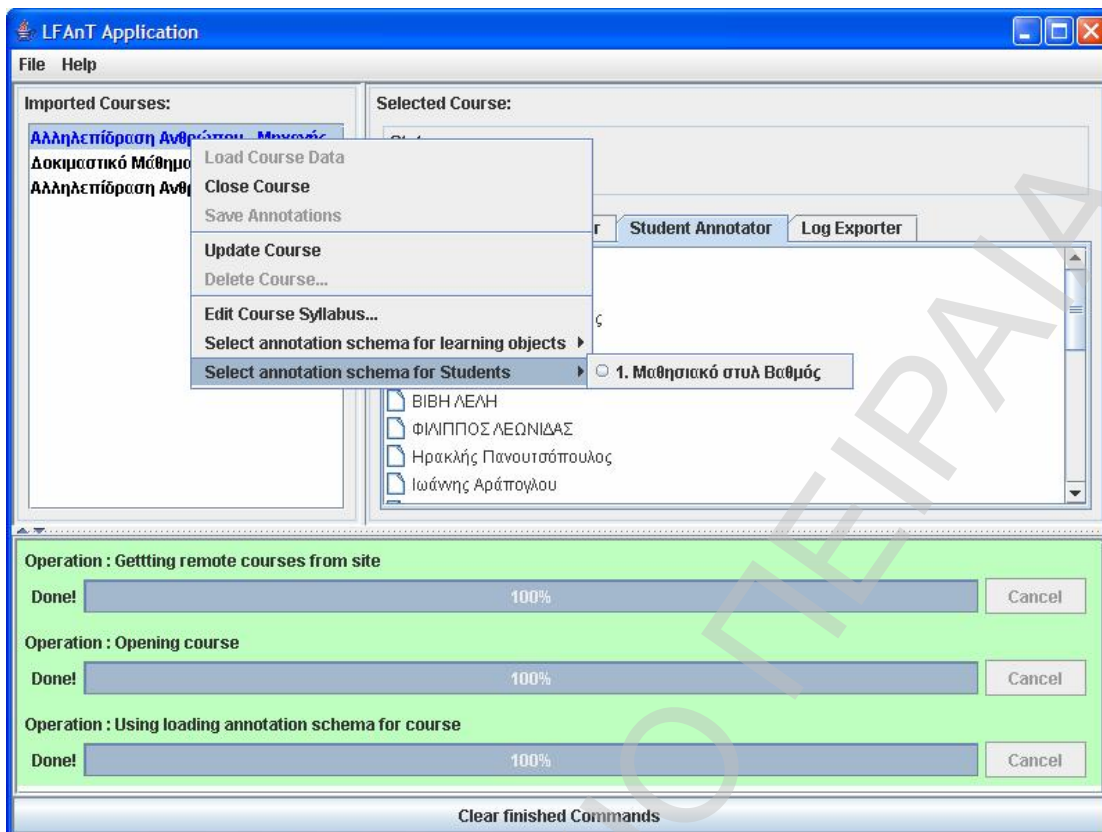 LFAnT Application
File Help
Imported Courses:
Αλληλεπίδραση Ανθρώπου - Μηχανής
Δοκιμαστικό Μάθημα
Αλληλεπίδραση
Load Course Data
Close Course
Save Annotations
Update Course
Delete Course...
Edit Course Syllabus...
Select annotation schema for learning objects
Select annotation schema for Students
1. Μαθησιακό στυλ Βαθμός
Selected Course:
Student Annotator
Log Exporter
ΒΙΒΗ ΛΕΛΗ
ΦΙΛΙΠΠΟΣ ΛΕΩΝΙΔΑΣ
Ηρακλής Πανουτσόπουλος
Ιωάννης Αράπογλου
Operation : Gettting remote courses from site
Done! 100% Cancel
Operation : Opening course
Done! 100% Cancel
Operation : Using loading annotation schema for course
Done! 100% Cancel
Clear finished Commands